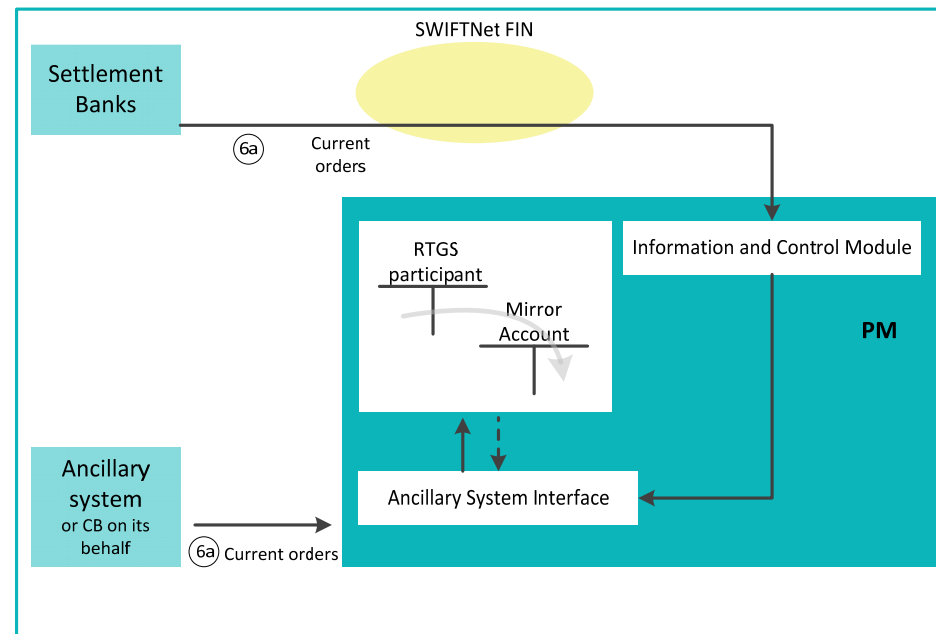 SWIFTNet FIN
Settlement
Banks
6a
Current
orders
RTGS
participant
Mirror
Account
Information and Control Module
PM
Ancillary
system
or CB on its
behalf
Ancillary System Interface
6a
Current orders